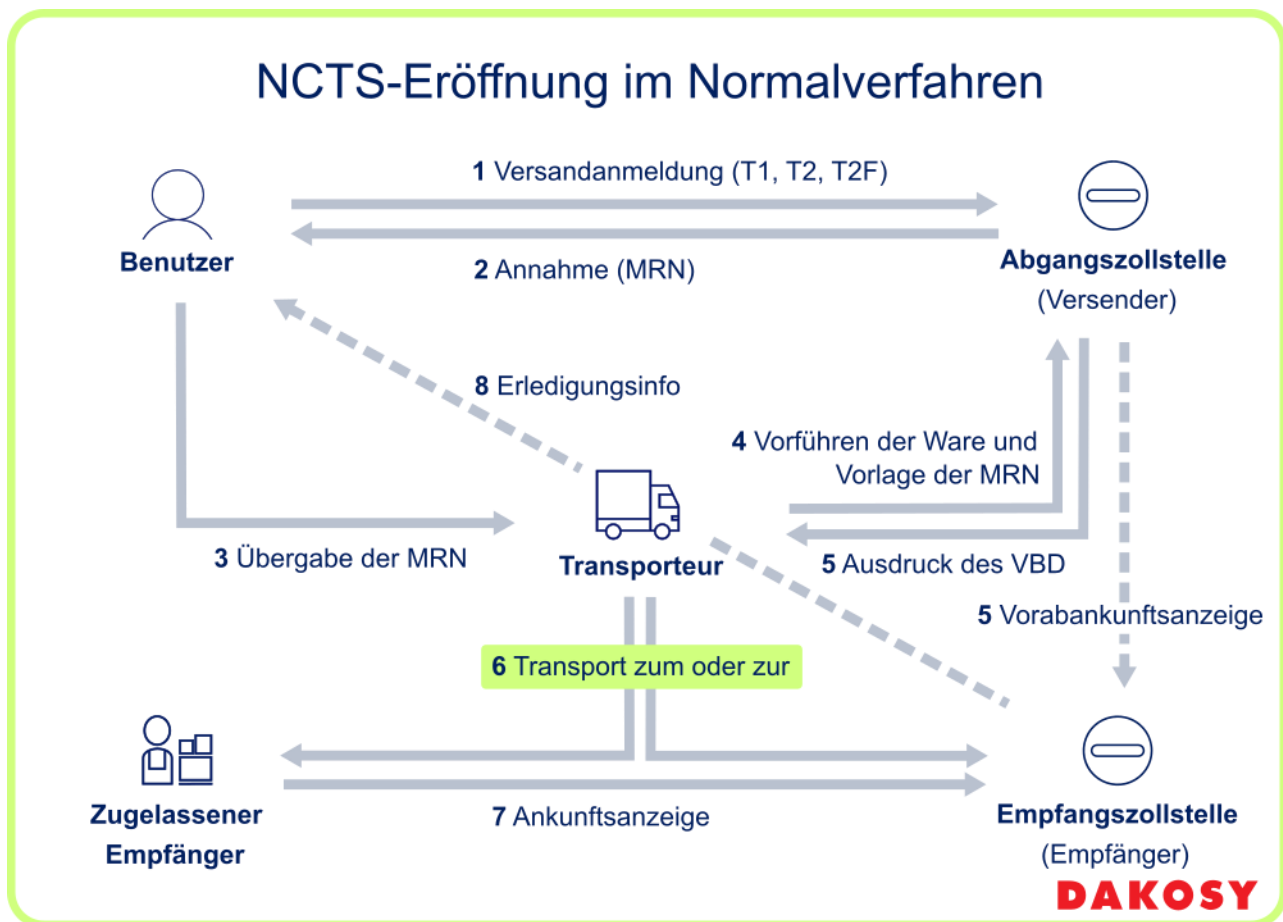 NCTS-Eröffnung im Normalverfahren
1 Versandanmeldung (T1, T2, T2F)
Benutzer
2 Annahme (MRN)
Abgangszollstelle
(Versender)
8 Erledigungsinfo
4 Vorführen der Ware und
Vorlage der MRN
3 Übergabe der MRN
Transporteur
5 Ausdruck des VBD
5 Vorabankunftsanzeige
6 Transport zum oder zur
Zugelassener
Empfänger
7 Ankunftsanzeige
Empfangszollstelle
(Empfänger)
DAKOSY